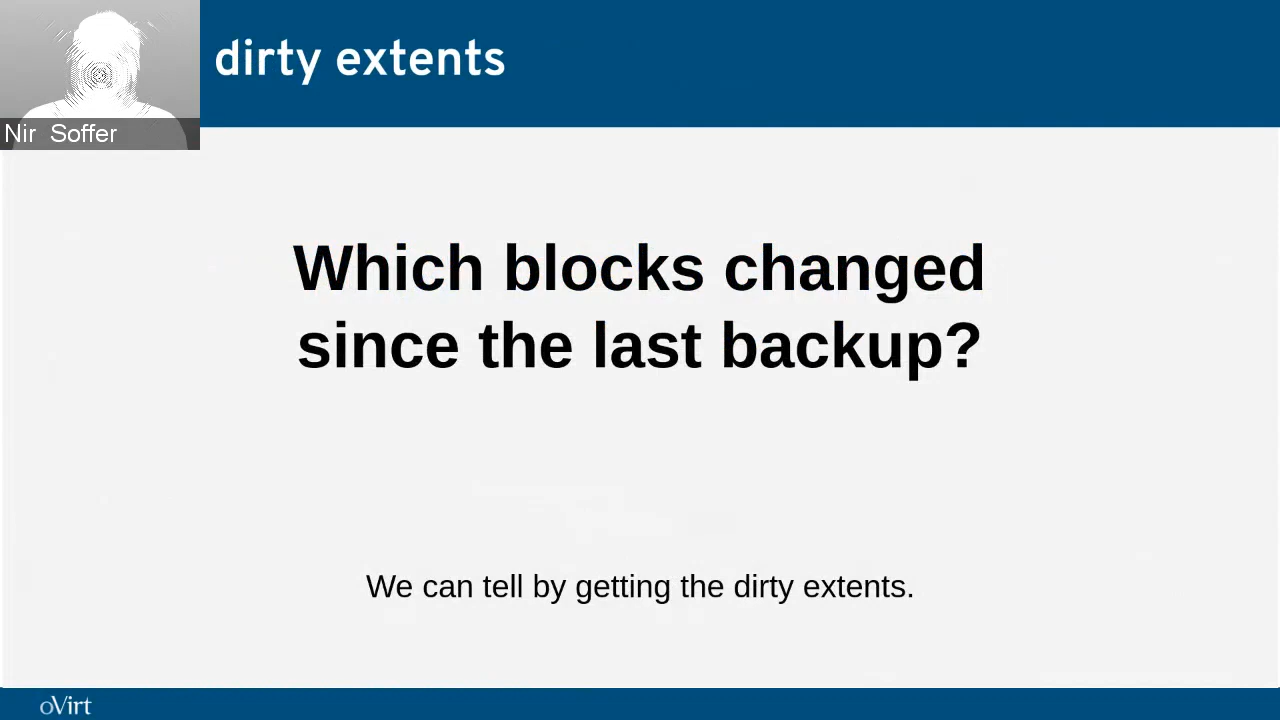 dirty extents
Nir Soffer
Which blocks changed
since the last backup?
We can tell by getting the dirty extents.
oVirt